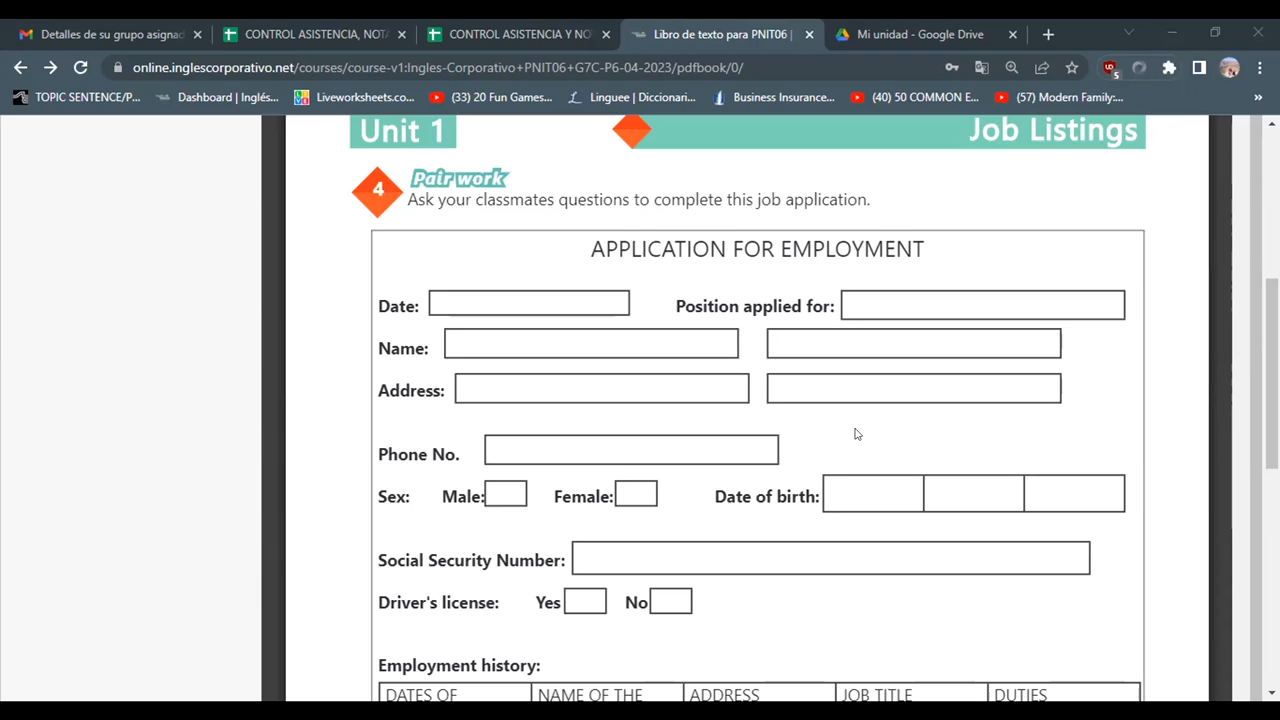 Detalles de su grupo asignad
CONTROL ASISTENCIA, NOTA
CONTROL ASISTENCIA Y NO
Libro de texto para PNIT06 |
Mi unidad - Google Drive
online.inglescorporativo.net/courses/course-v1:Ingles-Corporativo+PNIT06+G7C-P6-04-2023/pdfbook/0/
5
TOPIC SENTENCE/P...
Dashboard | Inglés...
Liveworksheets.co...
(33) 20 Fun Games...
Linguee | Diccionari...
Business Insurance...
(40) 50 COMMON E...
(57) Modern Family:...
»
Unit 1
Job Listings
4
Pair work
Ask your classmates questions to complete this job application.
APPLICATION FOR EMPLOYMENT
Date:
Position applied for:
Name:
Address:
Phone No.
Sex: Male: Female:
Date of birth:
Social Security Number:
Driver's license: Yes No
Employment history:
DATES OF
NAME OF THE
ADDRESS
JOB TITLE
DUTIES